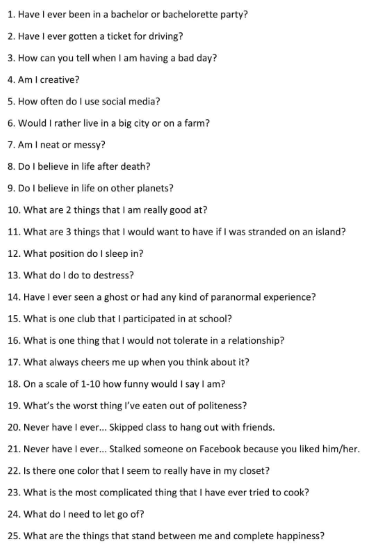 1. Have I ever been in a bachelor or bachelorette party?
2. Have I ever gotten a ticket for driving?
3. How can you tell when I am having a bad day?
4. Am I creative?
5. How often do I use social media?
6. Would I rather live in a big city or on a farm?
7. Am I neat or messy?
8. Do I believe in life after death?
9. Do I believe in life on other planets?
10. What are 2 things that I am really good at?
11. What are 3 things that I would want to have if I was stranded on an island?
12. What position do I sleep in?
13. What do I do to destress?
14. Have I ever seen a ghost or had any kind of paranormal experience?
15. What is one club that I participated in at school?
16. What is one thing that I would not tolerate in a relationship?
17. What always cheers me up when you think about it?
18. On a scale of 1-10 how funny would I say I am?
19. What's the worst thing I've eaten out of politeness?
20. Never have I ever... Skipped class to hang out with friends.
21. Never have I ever... Stalked someone on Facebook because you liked him/her.
22. Is there one color that I seem to really have in my closet?
23. What is the most complicated thing that I have ever tried to cook?
24. What do I need to let go of?
25. What are the things that stand between me and complete happiness?